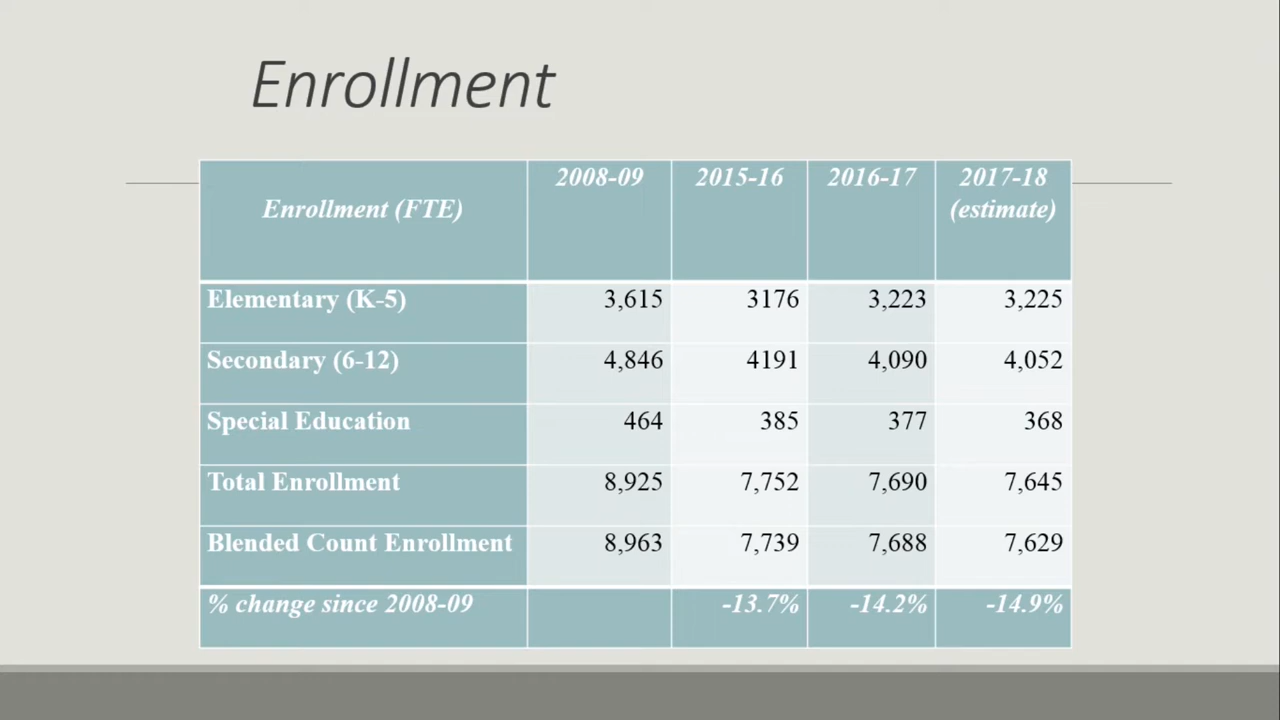 Enrollment
Enrollment (FTE) 2008-09 2015-16 2016-17 2017-18 (estimate)
Elementary (K-5) 3,615 3176 3,223 3,225
Secondary (6-12) 4,846 4191 4,090 4,052
Special Education 464 385 377 368
Total Enrollment 8,925 7,752 7,690 7,645
Blended Count Enrollment 8,963 7,739 7,688 7,629
% change since 2008-09 -13.7% -14.2% -14.9%